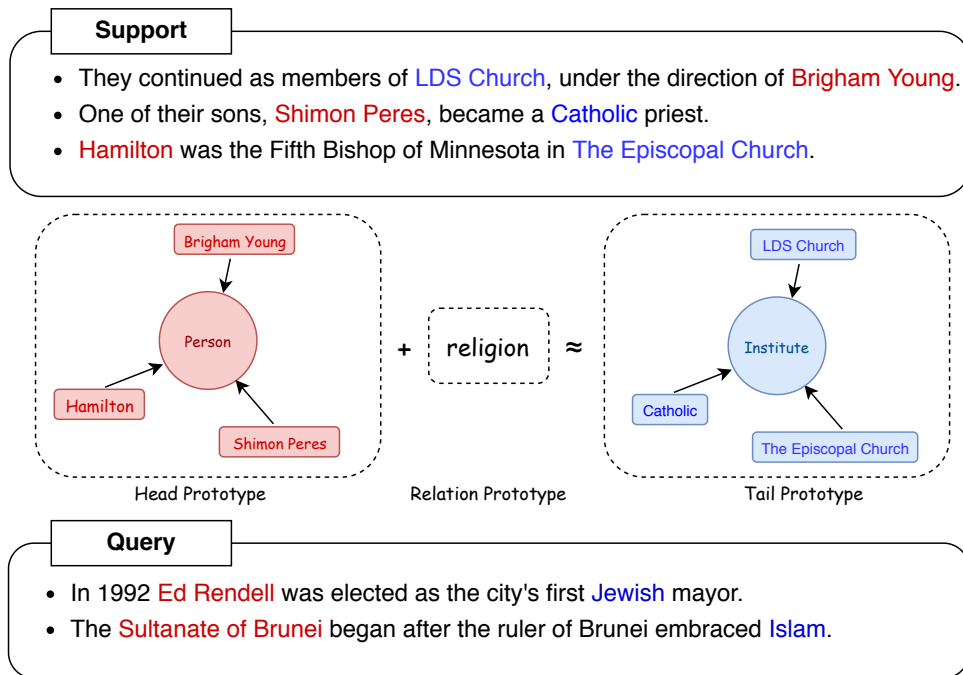 Support
• They continued as members of LDS Church, under the direction of Brigham Young.
• One of their sons, Shimon Peres, became a Catholic priest.
• Hamilton was the Fifth Bishop of Minnesota in The Episcopal Church.
Brigham Young
Person
Hamilton
Shimon Peres
+ religion ≈
LDS Church
Institute
Catholic
The Episcopal Church
Head Prototype
Relation Prototype
Tail Prototype
Query
• In 1992 Ed Rendell was elected as the city's first Jewish mayor.
• The Sultanate of Brunei began after the ruler of Brunei embraced Islam.